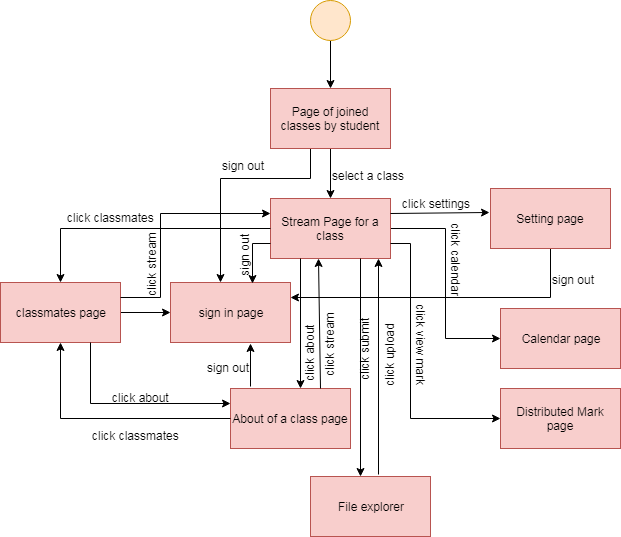 Page of joined
classes by student
sign out
select a class
click classmates
click settings
Stream Page for a
class
Setting page
click stream
sign out
click calendar
sign out
classmates page
sign in page
click about
click stream
click submit
click upload
click view mark
Calendar page
sign out
click about
About of a class page
Distributed Mark
page
click classmates
File explorer